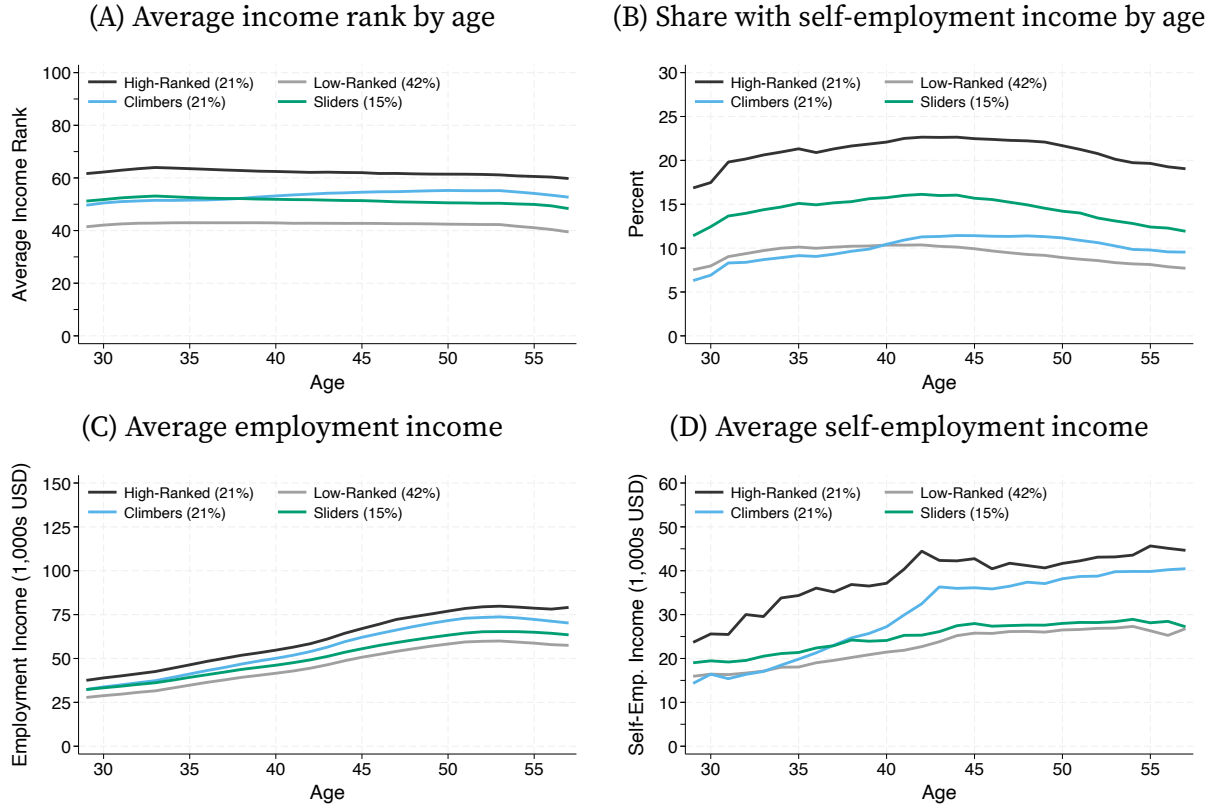 (A) Average income rank by age
Average Income Rank
100
80
60
40
20
0
High-Ranked (21%)
Low-Ranked (42%)
Climbers (21%)
Sliders (15%)
30
35
40
45
50
55
Age
(B) Share with self-employment income by age
Percent
30
25
20
15
10
5
0
High-Ranked (21%)
Low-Ranked (42%)
Climbers (21%)
Sliders (15%)
30
35
40
45
50
55
Age
(C) Average employment income
Employment Income (1,000s USD)
150
125
100
75
50
25
0
High-Ranked (21%)
Low-Ranked (42%)
Climbers (21%)
Sliders (15%)
30
35
40
45
50
55
Age
(D) Average self-employment income
Self-Emp. Income (1,000s USD)
60
50
40
30
20
10
0
High-Ranked (21%)
Low-Ranked (42%)
Climbers (21%)
Sliders (15%)
30
35
40
45
50
55
Age